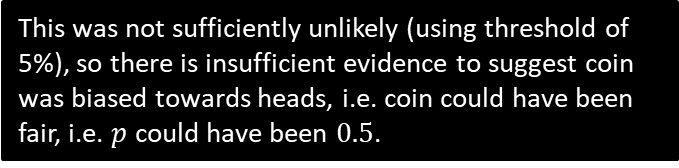 This was not sufficiently unlikely (using threshold of
5%), so there is insufficient evidence to suggest coin
was biased towards heads, i.e. coin could have been
fair, i.e. p could have been 0.5.